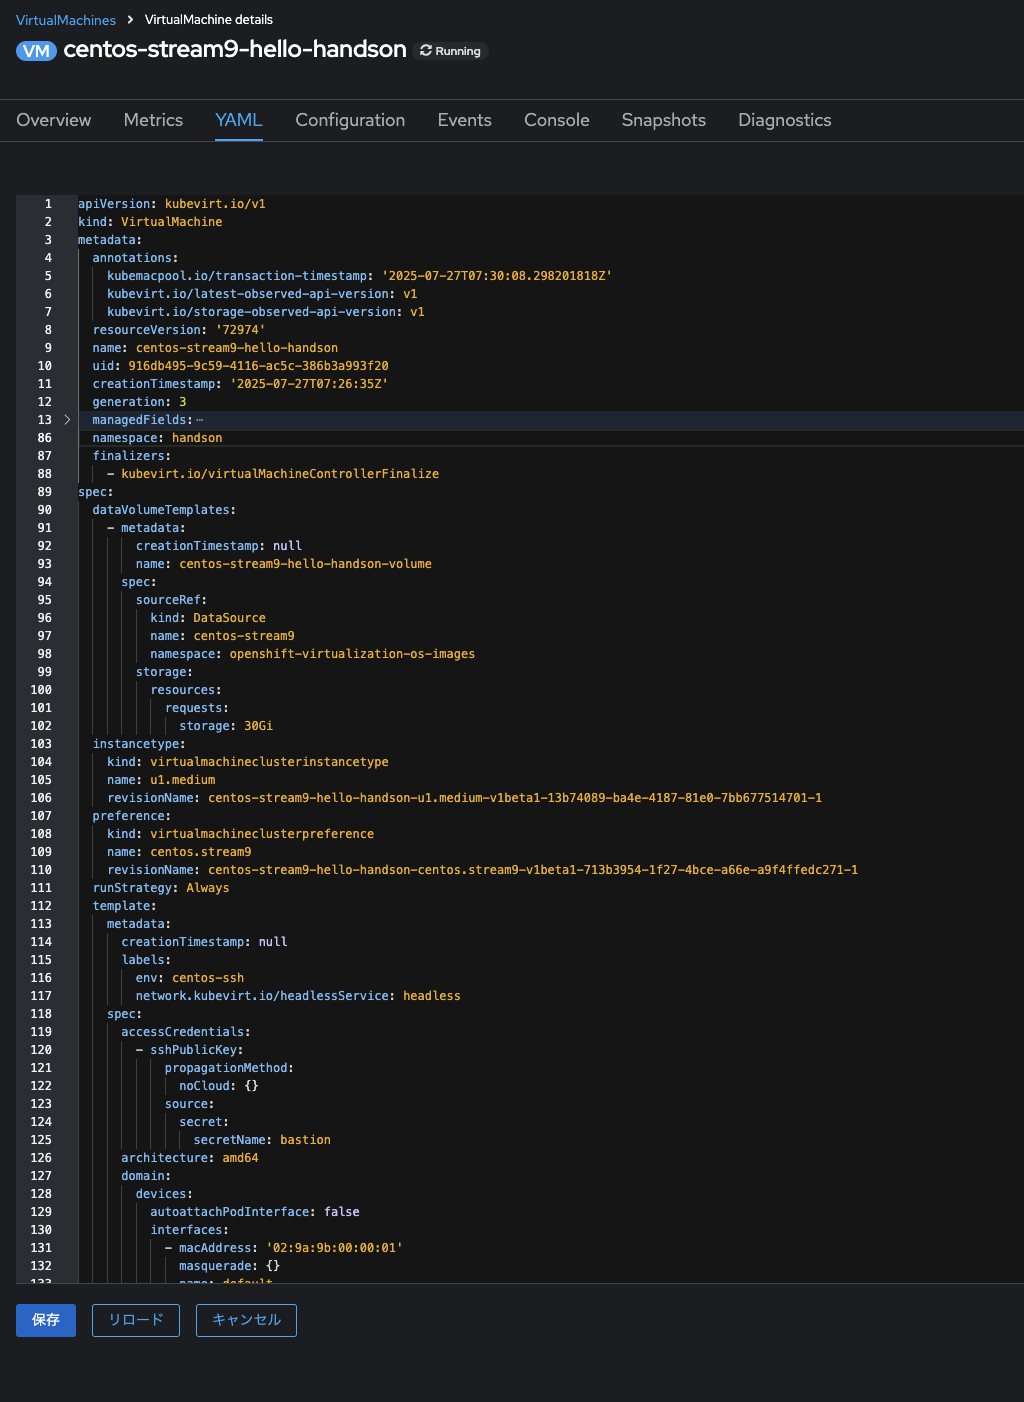 VirtualMachines > VirtualMachine details
VM centos-stream9-hello-handson Running
Overview Metrics YAML Configuration Events Console Snapshots Diagnostics
1 apiVersion: kubevirt.io/v1
2 kind: VirtualMachine
3 metadata:
4 annotations:
5 kubemacpool.io/transaction-timestamp: '2025-07-27T07:30:08.298201818Z'
6 kubevirt.io/latest-observed-api-version: v1
7 kubevirt.io/storage-observed-api-version: v1
8 resourceVersion: '72974'
9 name: centos-stream9-hello-handson
10 uid: 916db495-9c59-4116-ac5c-386b3a993f20
11 creationTimestamp: '2025-07-27T07:26:35Z'
12 generation: 3
13 managedFields:⋯
86 namespace: handson
87 finalizers:
88 - kubevirt.io/virtualMachineControllerFinalize
89 spec:
90 dataVolumeTemplates:
91 - metadata:
92 creationTimestamp: null
93 name: centos-stream9-hello-handson-volume
94 spec:
95 sourceRef:
96 kind: DataSource
97 name: centos-stream9
98 namespace: openshift-virtualization-os-images
99 storage:
100 resources:
101 requests:
102 storage: 30Gi
103 instancetype:
104 kind: virtualmachineclusterinstancetype
105 name: u1.medium
106 revisionName: centos-stream9-hello-handson-u1.medium-v1beta1-13b74089-ba4e-4187-81e0-7bb677514701-1
107 preference:
108 kind: virtualmachineclusterpreference
109 name: centos.stream9
110 revisionName: centos-stream9-hello-handson-centos.stream9-v1beta1-713b3954-1f27-4bce-a66e-a9f4ffedc271-1
111 runStrategy: Always
112 template:
113 metadata:
114 creationTimestamp: null
115 labels:
116 env: centos-ssh
117 network.kubevirt.io/headlessService: headless
118 spec:
119 accessCredentials:
120 - sshPublicKey:
121 propagationMethod:
122 noCloud: {}
123 source:
124 secret:
125 secretName: bastion
126 architecture: amd64
127 domain:
128 devices:
129 autoattachPodInterface: false
130 interfaces:
131 - macAddress: '02:9a:9b:00:00:01'
132 masquerade: {}
133 name: default
保存 リロード キャンセル